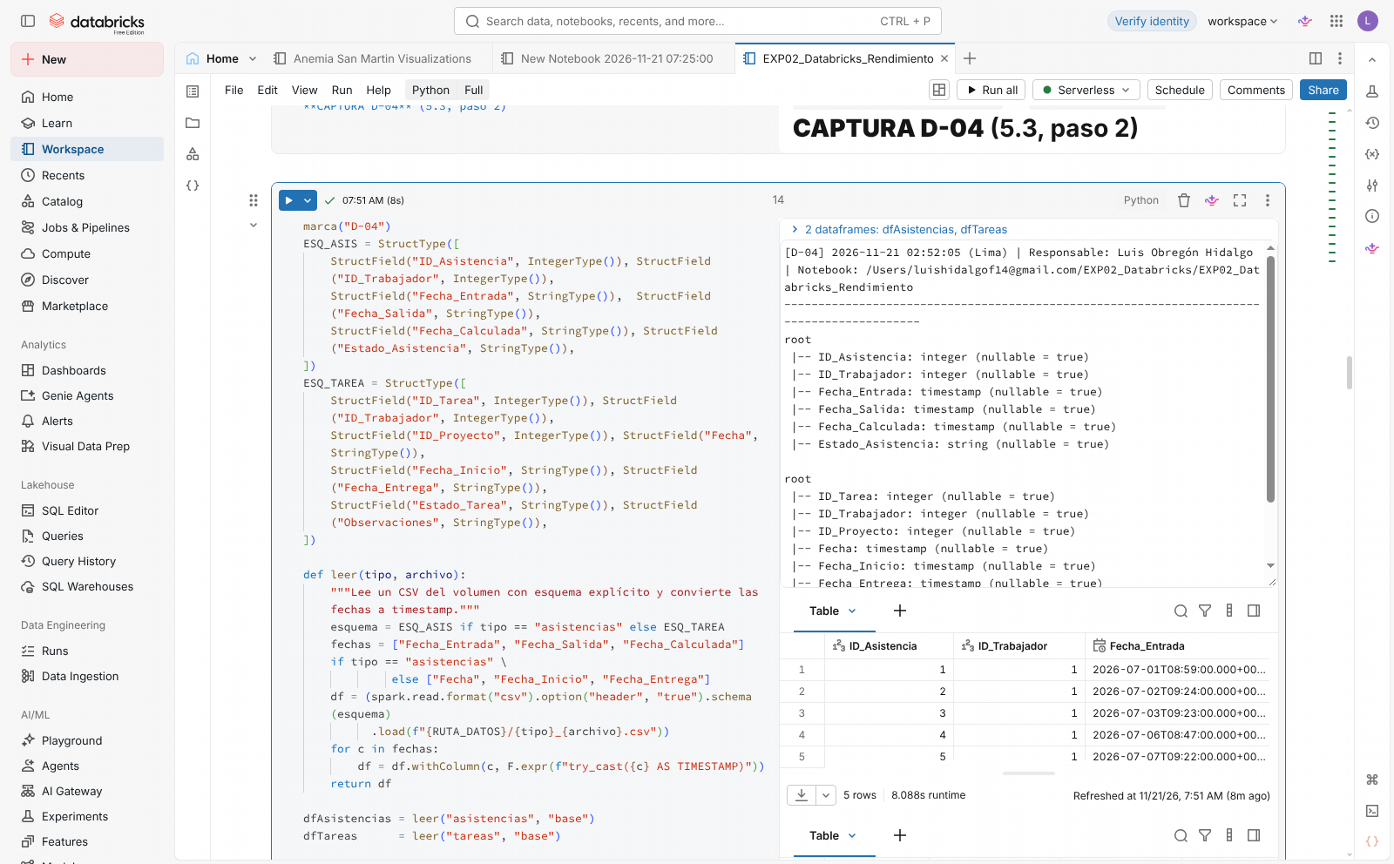 databricks
Free Edition
Search data, notebooks, recents, and more...
CTRL + P
Verify identity
workspace
L
New
Home
Learn
Workspace
Recents
Catalog
Jobs & Pipelines
Compute
Discover
Marketplace
Analytics
Dashboards
Genie Agents
Alerts
Visual Data Prep
Lakehouse
SQL Editor
Queries
Query History
SQL Warehouses
Data Engineering
Runs
Data Ingestion
AI/ML
Playground
Agents
AI Gateway
Experiments
Features
Home
Anemia San Martin Visualizations
New Notebook 2026-11-21 07:25:00
EXP02_Databricks_Rendimiento
File Edit View Run Help Python Full
Run all
Serverless
Schedule
Comments
Share
**CAPTURA D-04** (5.3, paso 2)
CAPTURA D-04 (5.3, paso 2)
07:51 AM (8s)
14
Python
marca("D-04")
ESQ_ASIS = StructType([
    StructField("ID_Asistencia", IntegerType()), StructField
    ("ID_Trabajador", IntegerType()),
    StructField("Fecha_Entrada", StringType()),  StructField
    ("Fecha_Salida", StringType()),
    StructField("Fecha_Calculada", StringType()), StructField
    ("Estado_Asistencia", StringType()),
])
ESQ_TAREA = StructType([
    StructField("ID_Tarea", IntegerType()), StructField
    ("ID_Trabajador", IntegerType()),
    StructField("ID_Proyecto", IntegerType()), StructField("Fecha",
    StringType()),
    StructField("Fecha_Inicio", StringType()), StructField
    ("Fecha_Entrega", StringType()),
    StructField("Estado_Tarea", StringType()), StructField
    ("Observaciones", StringType()),
])
def leer(tipo, archivo):
    """Lee un CSV del volumen con esquema explícito y convierte las
    fechas a timestamp."""
    esquema = ESQ_ASIS if tipo == "asistencias" else ESQ_TAREA
    fechas = ["Fecha_Entrada", "Fecha_Salida", "Fecha_Calculada"]
    if tipo == "asistencias" \
             else ["Fecha", "Fecha_Inicio", "Fecha_Entrega"]
    df = (spark.read.format("csv").option("header", "true").schema
    (esquema)
          .load(f"{RUTA_DATOS}/{tipo}_{archivo}.csv"))
    for c in fechas:
        df = df.withColumn(c, F.expr(f"try_cast({c} AS TIMESTAMP)"))
    return df
dfAsistencias = leer("asistencias", "base")
dfTareas      = leer("tareas", "base")
2 dataframes: dfAsistencias, dfTareas
[D-04] 2026-11-21 02:52:05 (Lima) | Responsable: Luis Obregón Hidalgo
| Notebook: /Users/luishidalgof14@gmail.com/EXP02_Databricks/EXP02_Dat
abricks_Rendimiento
----------------------------------------------------------------------
--------------------
root
 |-- ID_Asistencia: integer (nullable = true)
 |-- ID_Trabajador: integer (nullable = true)
 |-- Fecha_Entrada: timestamp (nullable = true)
 |-- Fecha_Salida: timestamp (nullable = true)
 |-- Fecha_Calculada: timestamp (nullable = true)
 |-- Estado_Asistencia: string (nullable = true)
root
 |-- ID_Tarea: integer (nullable = true)
 |-- ID_Trabajador: integer (nullable = true)
 |-- ID_Proyecto: integer (nullable = true)
 |-- Fecha: timestamp (nullable = true)
 |-- Fecha_Inicio: timestamp (nullable = true)
 |-- Fecha_Entrega: timestamp (nullable = true)
Table
ID_Asistencia ID_Trabajador Fecha_Entrada
1 1 1 2026-07-01T08:59:00.000+00...
2 2 1 2026-07-02T09:24:00.000+00...
3 3 1 2026-07-03T09:23:00.000+00...
4 4 1 2026-07-06T08:47:00.000+00...
5 5 1 2026-07-07T09:22:00.000+00...
5 rows
8.088s runtime
Refreshed at 11/21/26, 7:51 AM (8m ago)
Table